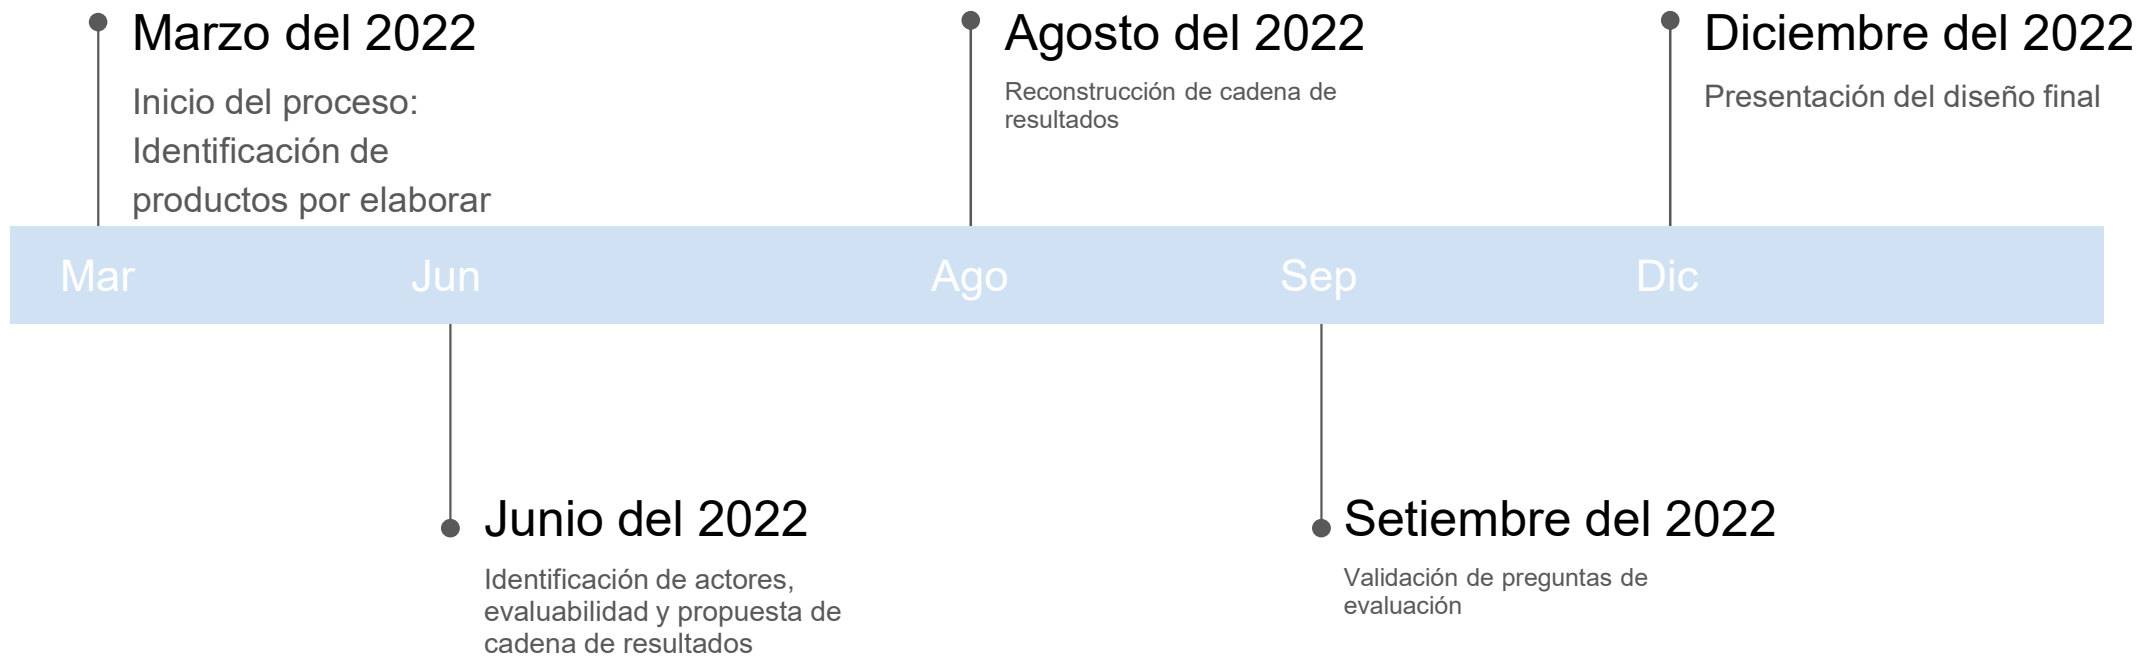 Marzo del 2022
Inicio del proceso:
Identificación de
productos por elaborar
Agosto del 2022
Reconstrucción de cadena de
resultados
Diciembre del 2022
Presentación del diseño final
Mar
Jun
Ago
Sep
Dic
Junio del 2022
Identificación de actores,
evaluabilidad y propuesta de
cadena de resultados
Setiembre del 2022
Validación de preguntas de
evaluación